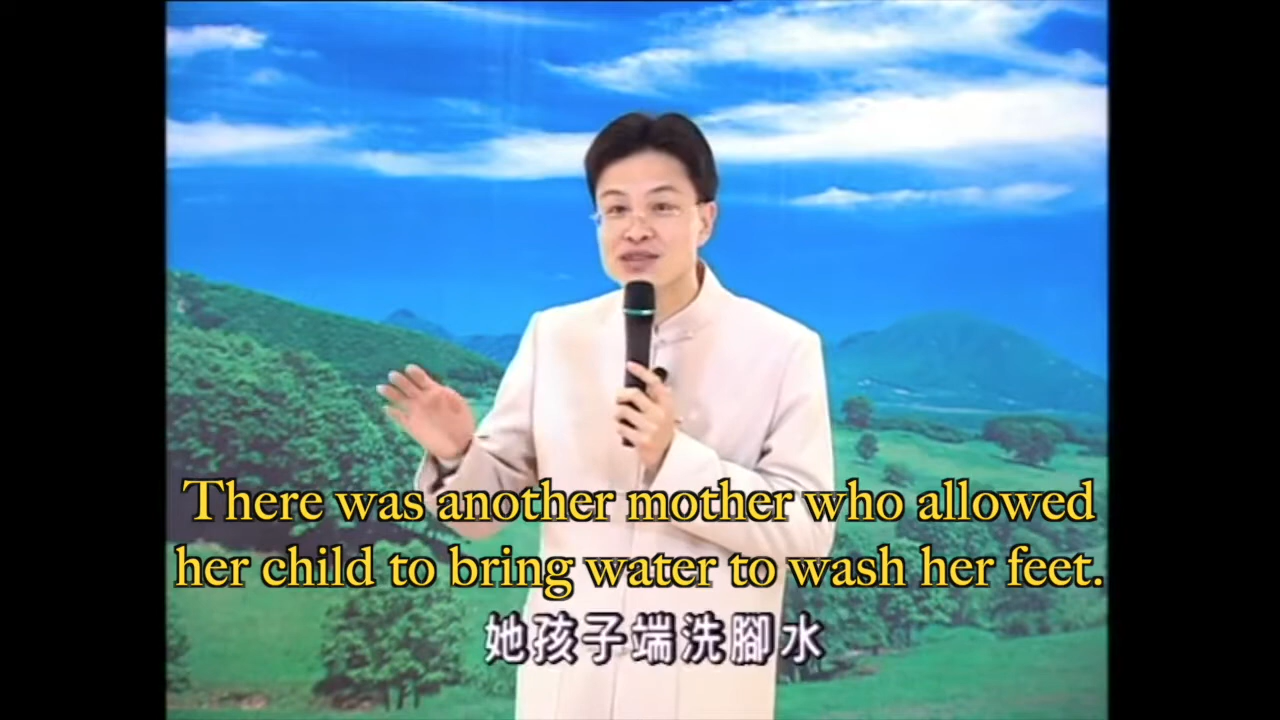 There was another mother who allowed
her child to bring water to wash her feet.
她孩子端洗腳水